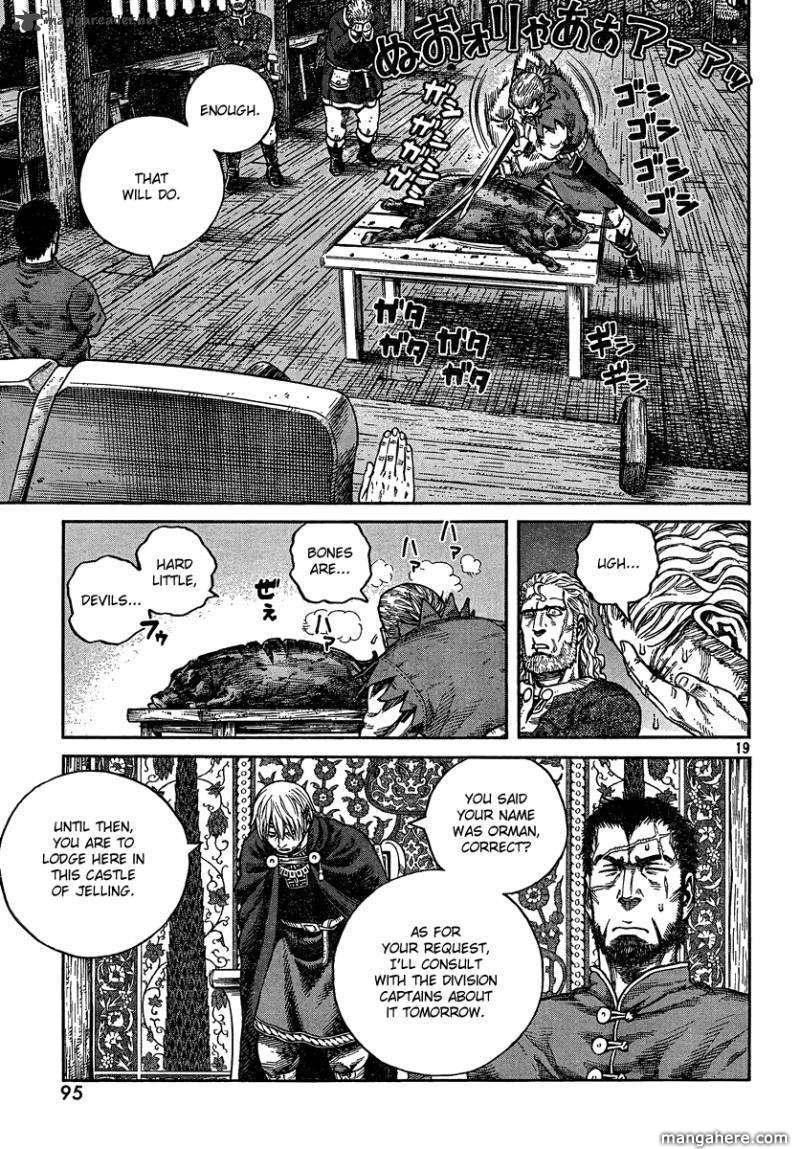 mangareader.net
ぬおォりゃあぁアァアッ
ENOUGH.
THAT
WILL DO.
ガシ
ガシ
ガシ
ガシ
ゴシ
ゴシ
ゴシ
ゴシ
ガタ
ガタ
ガタ
ガタ
ギシ
ギシ
UGH...
BONES
ARE...
HARD
LITTLE,
DEVILS...
ハァ
ハァ
ぜぇ
フゥ
19
YOU SAID
YOUR NAME
WAS ORMAN,
CORRECT?
AS FOR
YOUR REQUEST,
I'LL CONSULT
WITH THE DIVISION
CAPTAINS ABOUT
IT TOMORROW.
UNTIL THEN,
YOU ARE TO
LODGE HERE IN
THIS CASTLE
OF JELLING.
95
mangahere.com